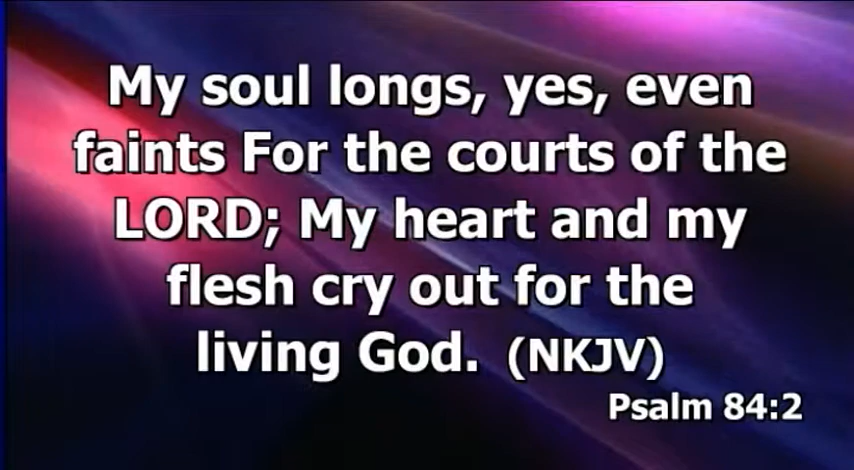 My soul longs, yes, even
faints For the courts of the
LORD; My heart and my
flesh cry out for the
living God. (NKJV)
Psalm 84:2